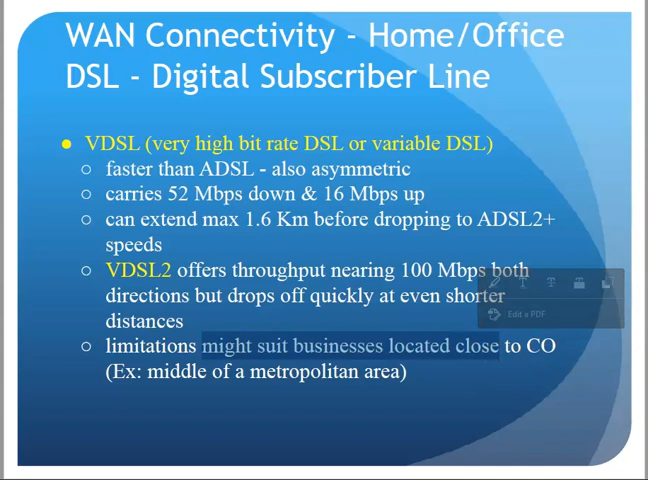 WAN Connectivity - Home/Office
DSL - Digital Subscriber Line
● VDSL (very high bit rate DSL or variable DSL)
○ faster than ADSL - also asymmetric
○ carries 52 Mbps down & 16 Mbps up
○ can extend max 1.6 Km before dropping to ADSL2+
speeds
○ VDSL2 offers throughput nearing 100 Mbps both
directions but drops off quickly at even shorter
distances
○ limitations might suit businesses located close to CO
(Ex: middle of a metropolitan area)
Edit a PDF